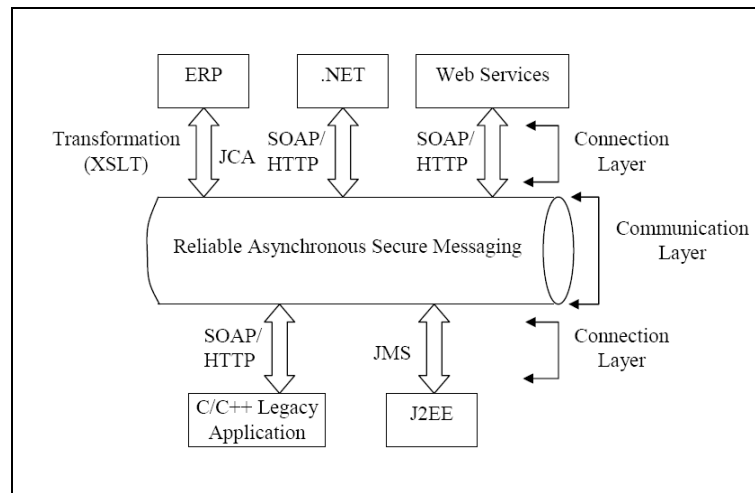 ERP
.NET
Web Services
Transformation
(XSLT)
JCA
SOAP/
HTTP
SOAP/
HTTP
Connection
Layer
Reliable Asynchronous Secure Messaging
Communication
Layer
SOAP/
HTTP
JMS
Connection
Layer
C/C++ Legacy
Application
J2EE